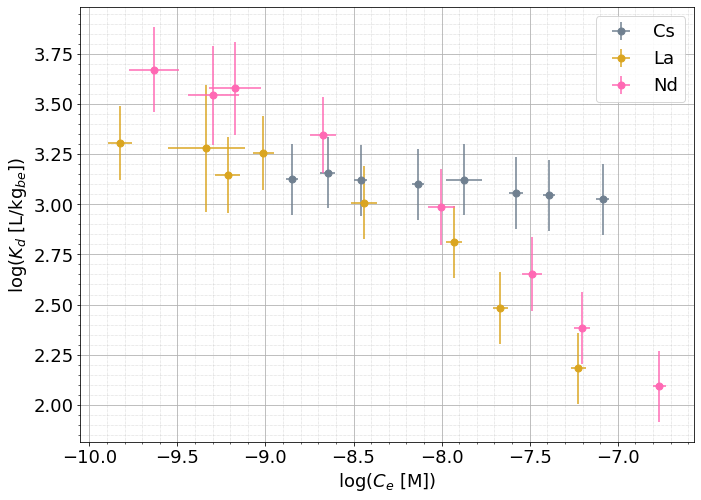 Cs
La
Nd
3.75
3.50
3.25
3.00
2.75
2.50
2.25
2.00
log(K_d [L/kg_be])
−10.0 −9.5 −9.0 −8.5 −8.0 −7.5 −7.0
log(C_e [M])